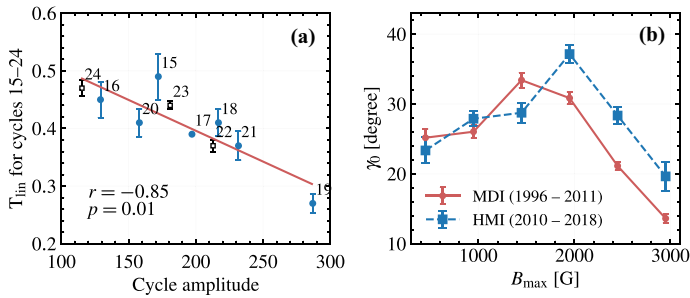 0.6
0.5
0.4
0.3
0.2
T_lin for cycles 15–24
(a)
24
16
15
23
20
17
18
22
21
19
r = −0.85
p = 0.01
100
150
200
250
300
Cycle amplitude
40
30
20
10
γ₀ [degree]
(b)
MDI (1996 – 2011)
HMI (2010 – 2018)
1000
2000
3000
B_max [G]